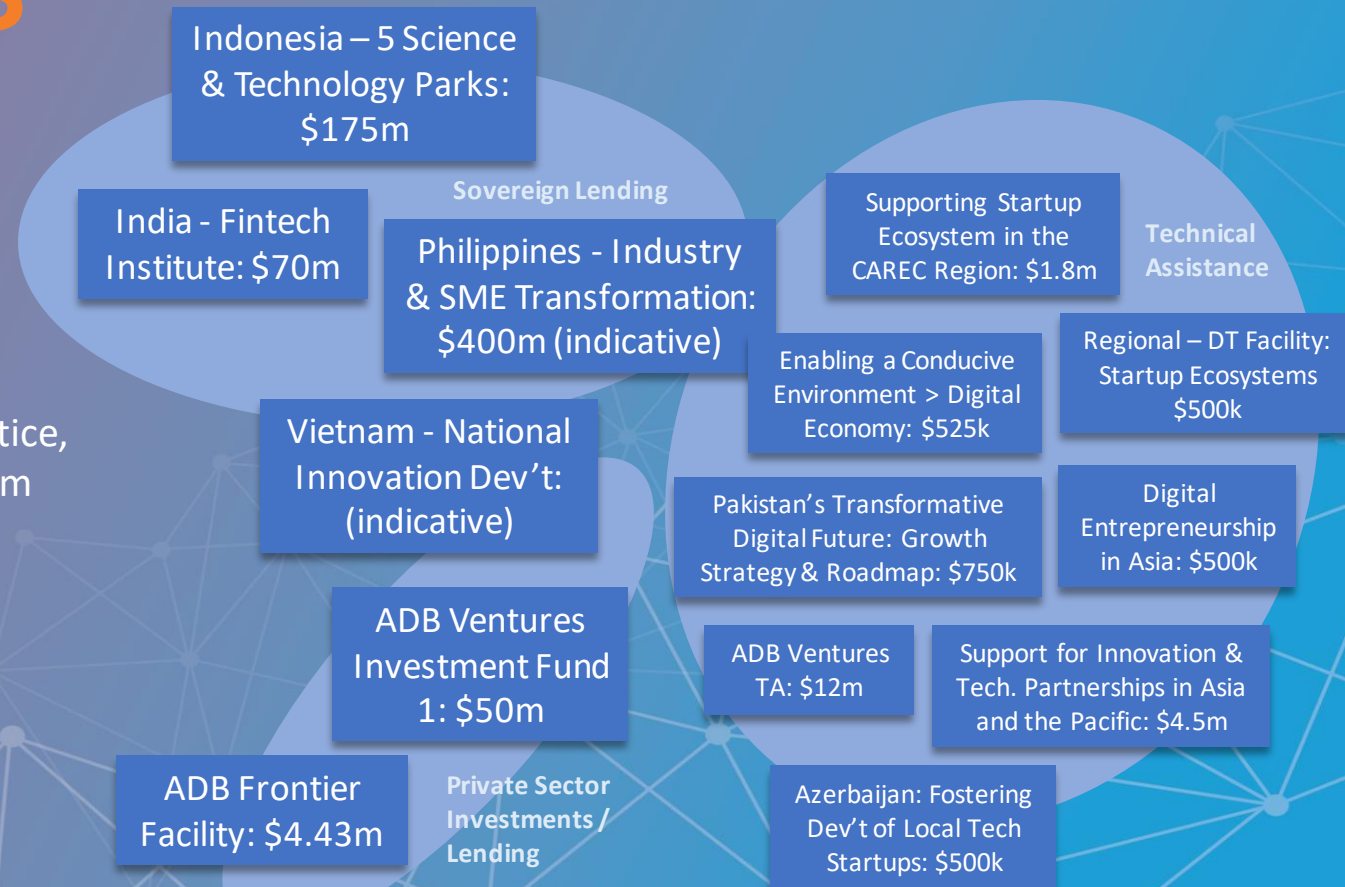 Indonesia – 5 Science
& Technology Parks:
$175m
Sovereign Lending
India - Fintech
Institute: $70m
Philippines - Industry
& SME Transformation:
$400m (indicative)
Vietnam - National
Innovation Dev't:
(indicative)
ADB Ventures
Investment Fund
1: $50m
ADB Frontier
Facility: $4.43m
Private Sector
Investments /
Lending
Supporting Startup
Ecosystem in the
CAREC Region: $1.8m
Technical
Assistance
Enabling a Conducive
Environment > Digital
Economy: $525k
Regional – DT Facility:
Startup Ecosystems
$500k
Pakistan's Transformative
Digital Future: Growth
Strategy & Roadmap: $750k
Digital
Entrepreneurship
in Asia: $500k
ADB Ventures
TA: $12m
Support for Innovation &
Tech. Partnerships in Asia
and the Pacific: $4.5m
Azerbaijan: Fostering
Dev't of Local Tech
Startups: $500k